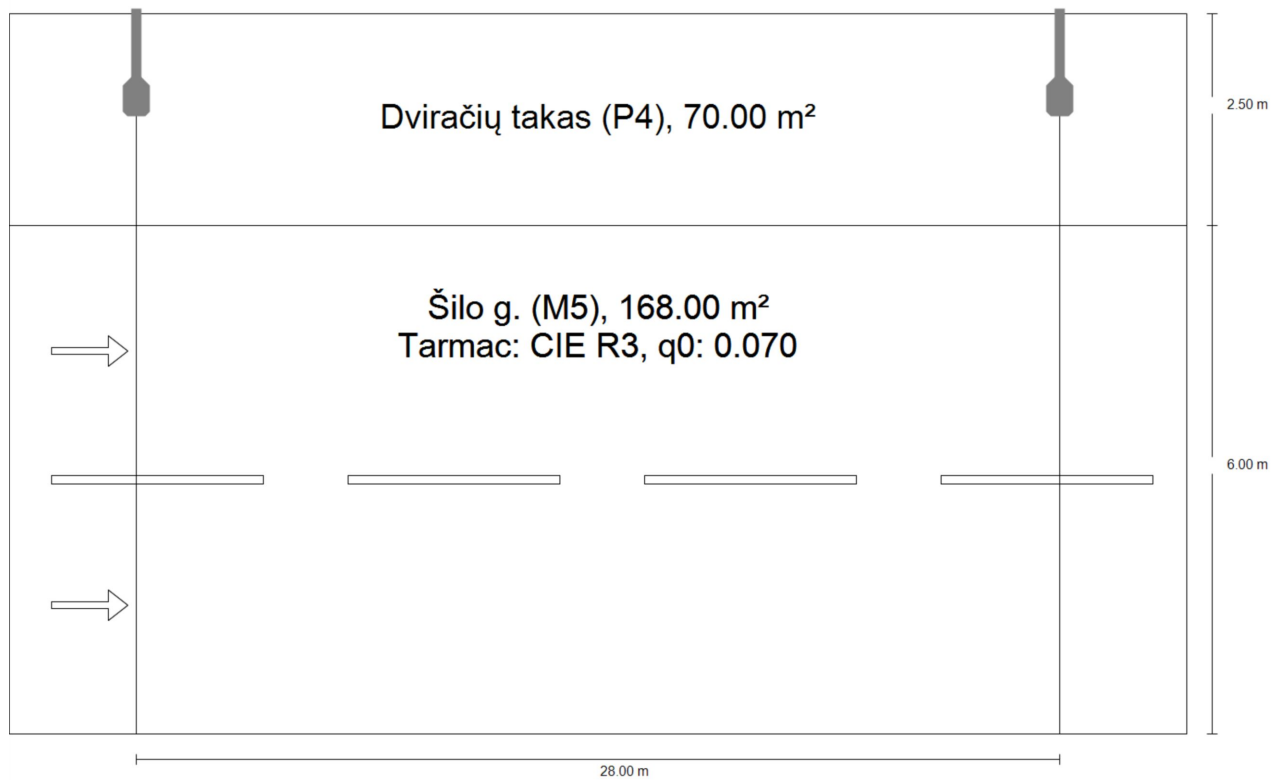 Dviračių takas (P4), 70.00 m²
2.50 m
Šilo g. (M5), 168.00 m²
Tarmac: CIE R3, q0: 0.070
6.00 m
28.00 m